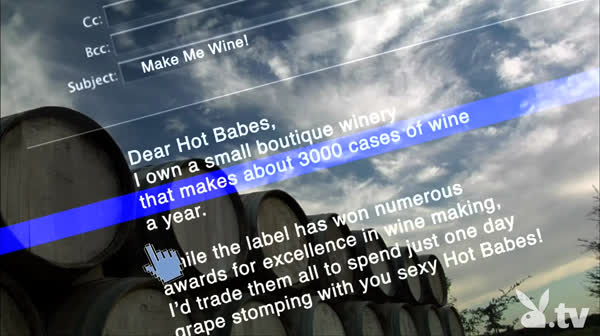 Cc:
Bcc:
Subject: Make Me Wine!
Dear Hot Babes,
I own a small boutique winery
that makes about 3000 cases of wine
a year.
hile the label has won numerous
awards for excellence in wine making,
I'd trade them all to spend just one day
grape stomping with you sexy Hot Babes!
.tv